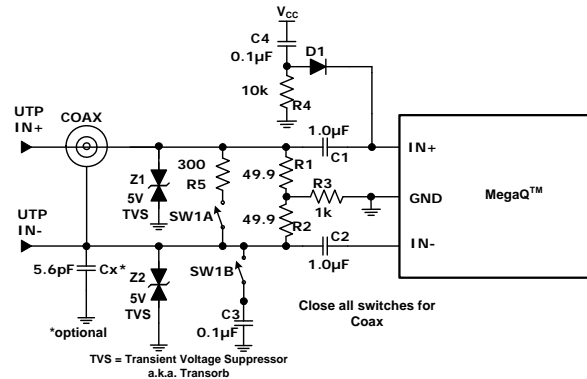 VCC
C4
0.1µF
D1
10k
R4
UTP
IN+
COAX
1.0µF
C1
IN+
300
R5
R1
49.9
Z1
5V
TVS
R3
1k
GND
MegaQTM
SW1A
49.9
R2
UTP
IN-
C2
1.0µF
IN-
5.6pF
Cx*
Z2
5V
TVS
SW1B
C3
0.1µF
*optional
Close all switches for
Coax
TVS = Transient Voltage Suppressor
a.k.a. Transorb